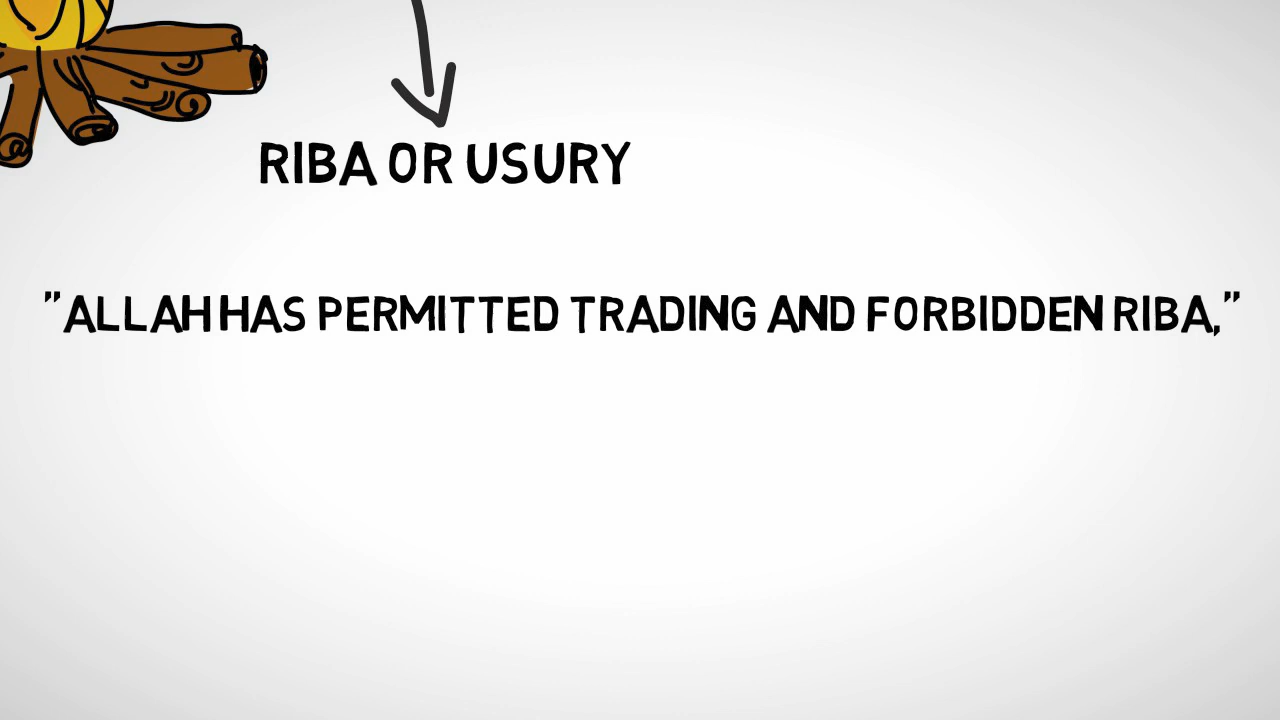 RIBA OR USURY
"ALLAH HAS PERMITTED TRADING AND FORBIDDEN RIBA,"